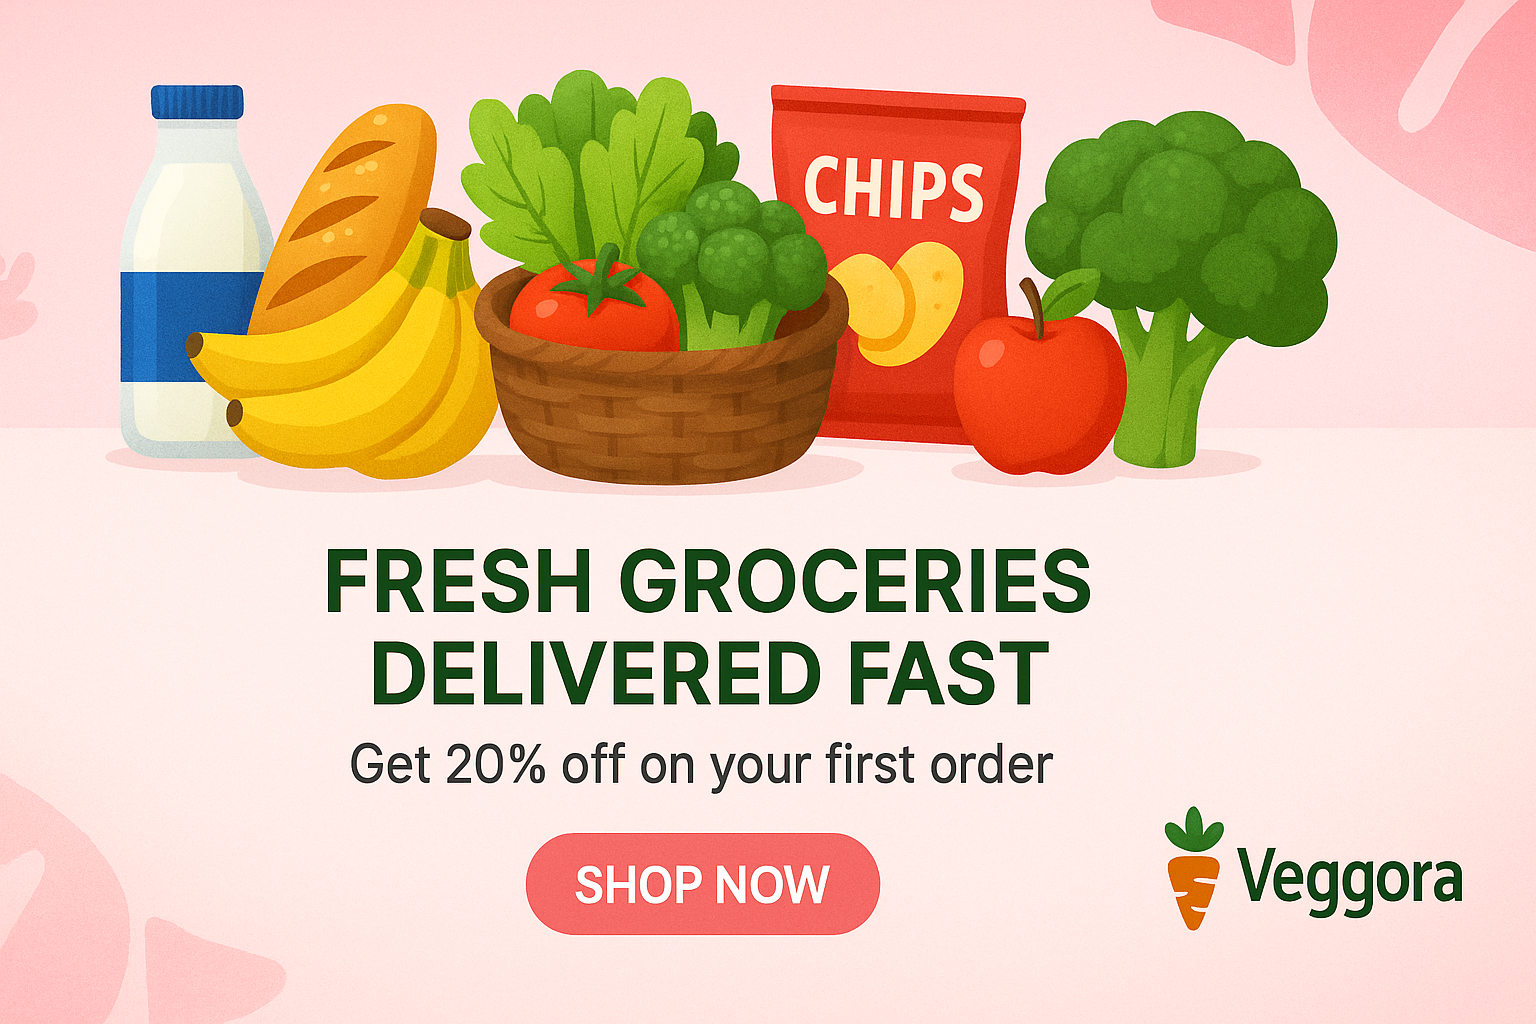 CHIPS
FRESH GROCERIES
DELIVERED FAST
Get 20% off on your first order
SHOP NOW
Veggora